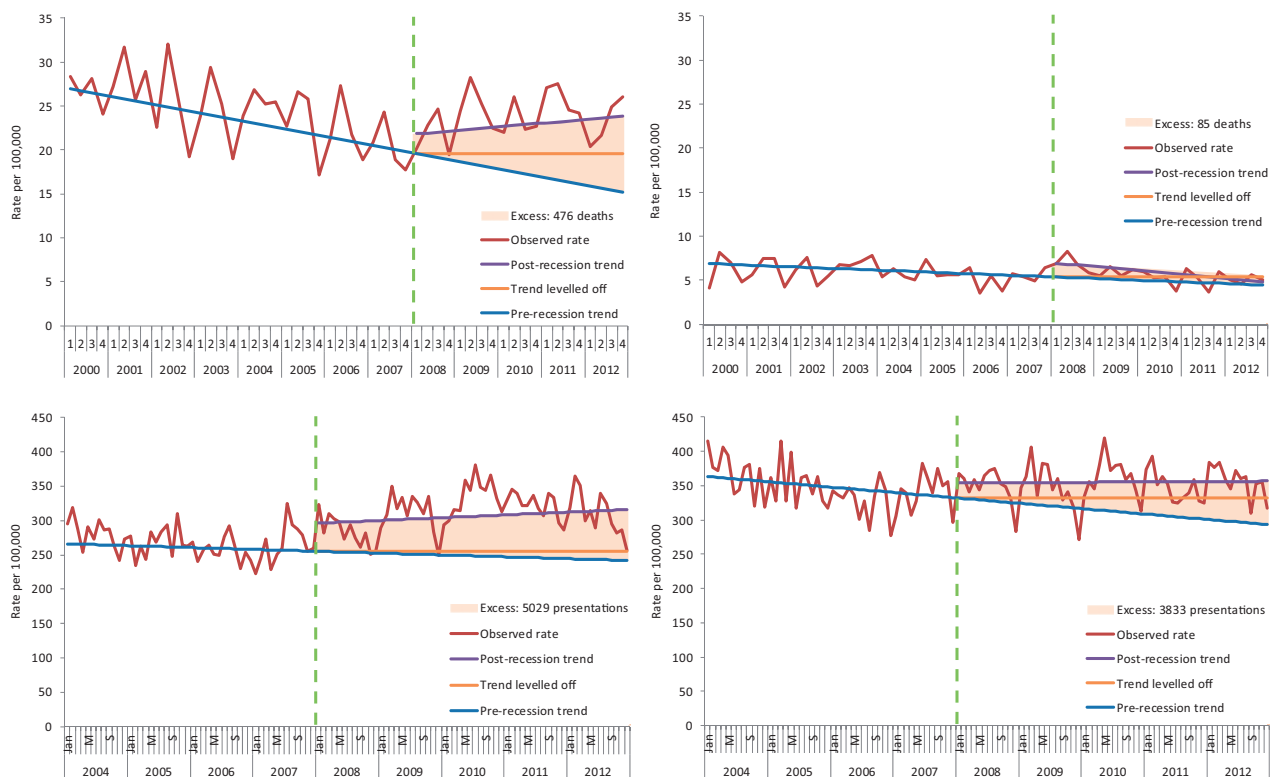 35
30
25
20
15
10
5
0
Rate per 100,000
Excess: 476 deaths
Observed rate
Post-recession trend
Trend levelled off
Pre-recession trend
1 2 3 4 1 2 3 4 1 2 3 4 1 2 3 4 1 2 3 4 1 2 3 4 1 2 3 4 1 2 3 4 1 2 3 4 1 2 3 4 1 2 3 4 1 2 3 4 1 2 3 4
2000 2001 2002 2003 2004 2005 2006 2007 2008 2009 2010 2011 2012
35
30
25
20
15
10
5
0
Rate per 100,000
Excess: 85 deaths
Observed rate
Post-recession trend
Trend levelled off
Pre-recession trend
1 2 3 4 1 2 3 4 1 2 3 4 1 2 3 4 1 2 3 4 1 2 3 4 1 2 3 4 1 2 3 4 1 2 3 4 1 2 3 4 1 2 3 4 1 2 3 4 1 2 3 4
2000 2001 2002 2003 2004 2005 2006 2007 2008 2009 2010 2011 2012
450
400
350
300
250
200
150
100
50
0
Rate per 100,000
Excess: 5029 presentations
Observed rate
Post-recession trend
Trend levelled off
Pre-recession trend
Jan M S Jan M S Jan M S Jan M S Jan M S Jan M S Jan M S Jan M S Jan M S
2004 2005 2006 2007 2008 2009 2010 2011 2012
450
400
350
300
250
200
150
100
50
0
Rate per 100,000
Excess: 3833 presentations
Observed rate
Post-recession trend
Trend levelled off
Pre-recession trend
Jan M S Jan M S Jan M S Jan M S Jan M S Jan M S Jan M S Jan M S Jan M S
2004 2005 2006 2007 2008 2009 2010 2011 2012